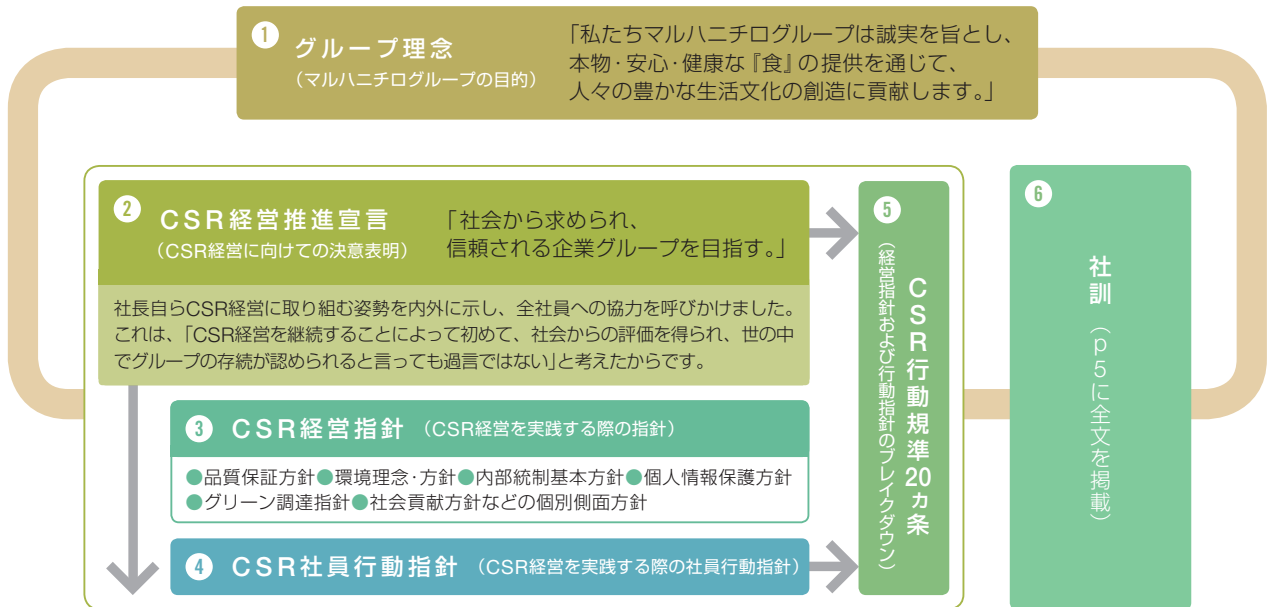 1 グループ理念
（マルハニチログループの目的）
「私たちマルハニチログループは誠実を旨とし、
本物・安心・健康な『食』の提供を通じて、
人々の豊かな生活文化の創造に貢献します。」
2 CSR経営推進宣言
（CSR経営に向けての決意表明）
「社会から求められ、
信頼される企業グループを目指す。」
社長自らCSR経営に取り組む姿勢を内外に示し、全社員への協力を呼びかけました。
これは、「CSR経営を継続することによって初めて、社会からの評価を得られ、世の中
でグループの存続が認められると言っても過言ではない」と考えたからです。
3 CSR経営指針（CSR経営を実践する際の指針）
●品質保証方針●環境理念・方針●内部統制基本方針●個人情報保護方針
●グリーン調達指針●社会貢献方針などの個別側面方針
4 CSR社員行動指針（CSR経営を実践する際の社員行動指針）
5
CSR行動規準20ヵ条
（経営指針および行動指針のブレイクダウン）
6
社訓（p5に全文を掲載）